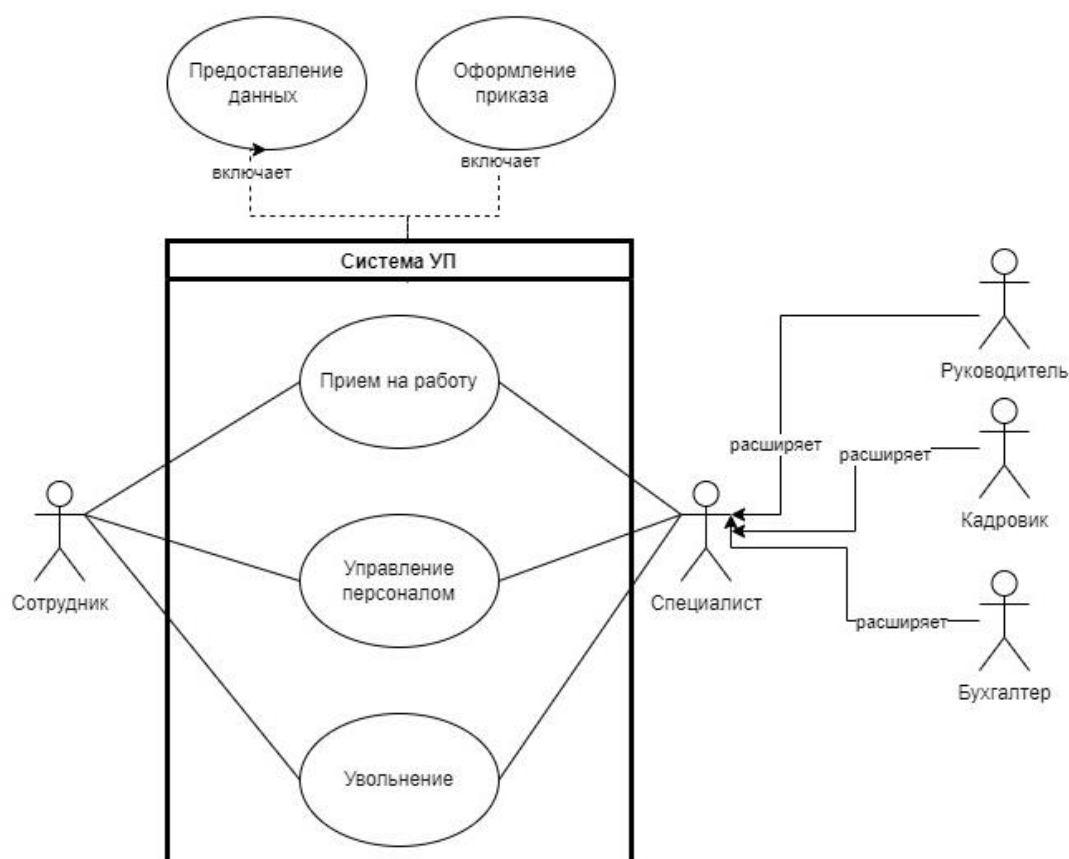 Предоставление
данных
Оформление
приказа
включает
включает
Система УП
Прием на работу
Руководитель
расширяет
расширяет
Кадровик
Управление
персоналом
Сотрудник
Специалист
расширяет
Бухгалтер
Увольнение